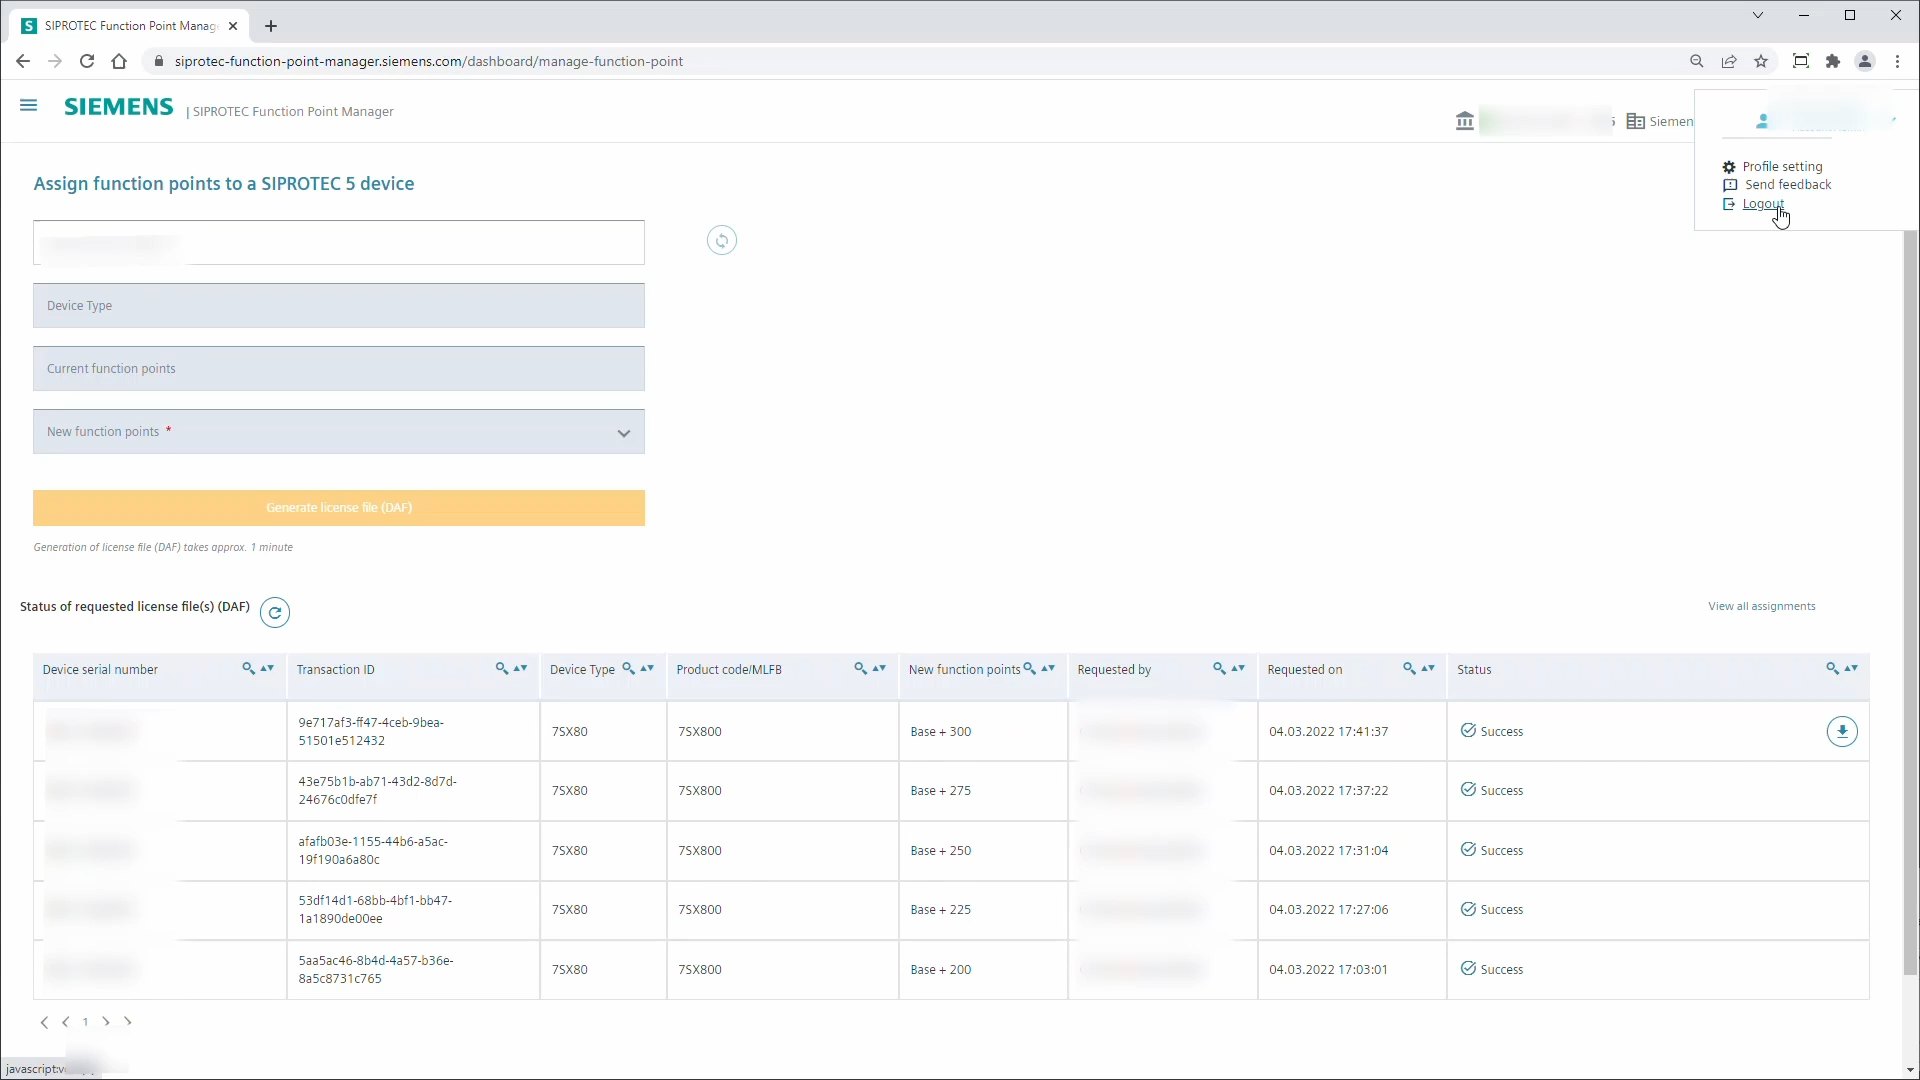 SIPROTEC Function Point Manag
siprotec-function-point-manager.siemens.com/dashboard/manage-function-point
SIEMENS | SIPROTEC Function Point Manager
Siemen
Profile setting
Send feedback
Logout
Assign function points to a SIPROTEC 5 device
Device Type
Current function points
New function points *
Generate license file (DAF)
Generation of license file (DAF) takes approx. 1 minute
Status of requested license file(s) (DAF)
View all assignments
Device serial number Transaction ID Device Type Product code/MLFB New function points Requested by Requested on Status
9e717af3-ff47-4ceb-9bea-
51501e512432 7SX80 7SX800 Base + 300 04.03.2022 17:41:37 Success
43e75b1b-ab71-43d2-8d7d-
24676c0dfe7f 7SX80 7SX800 Base + 275 04.03.2022 17:37:22 Success
afafb03e-1155-44b6-a5ac-
19f190a6a80c 7SX80 7SX800 Base + 250 04.03.2022 17:31:04 Success
53df14d1-68bb-4bf1-bb47-
1a1890de00ee 7SX80 7SX800 Base + 225 04.03.2022 17:27:06 Success
5aa5ac46-8b4d-4a57-b36e-
8a5c8731c765 7SX80 7SX800 Base + 200 04.03.2022 17:03:01 Success
1